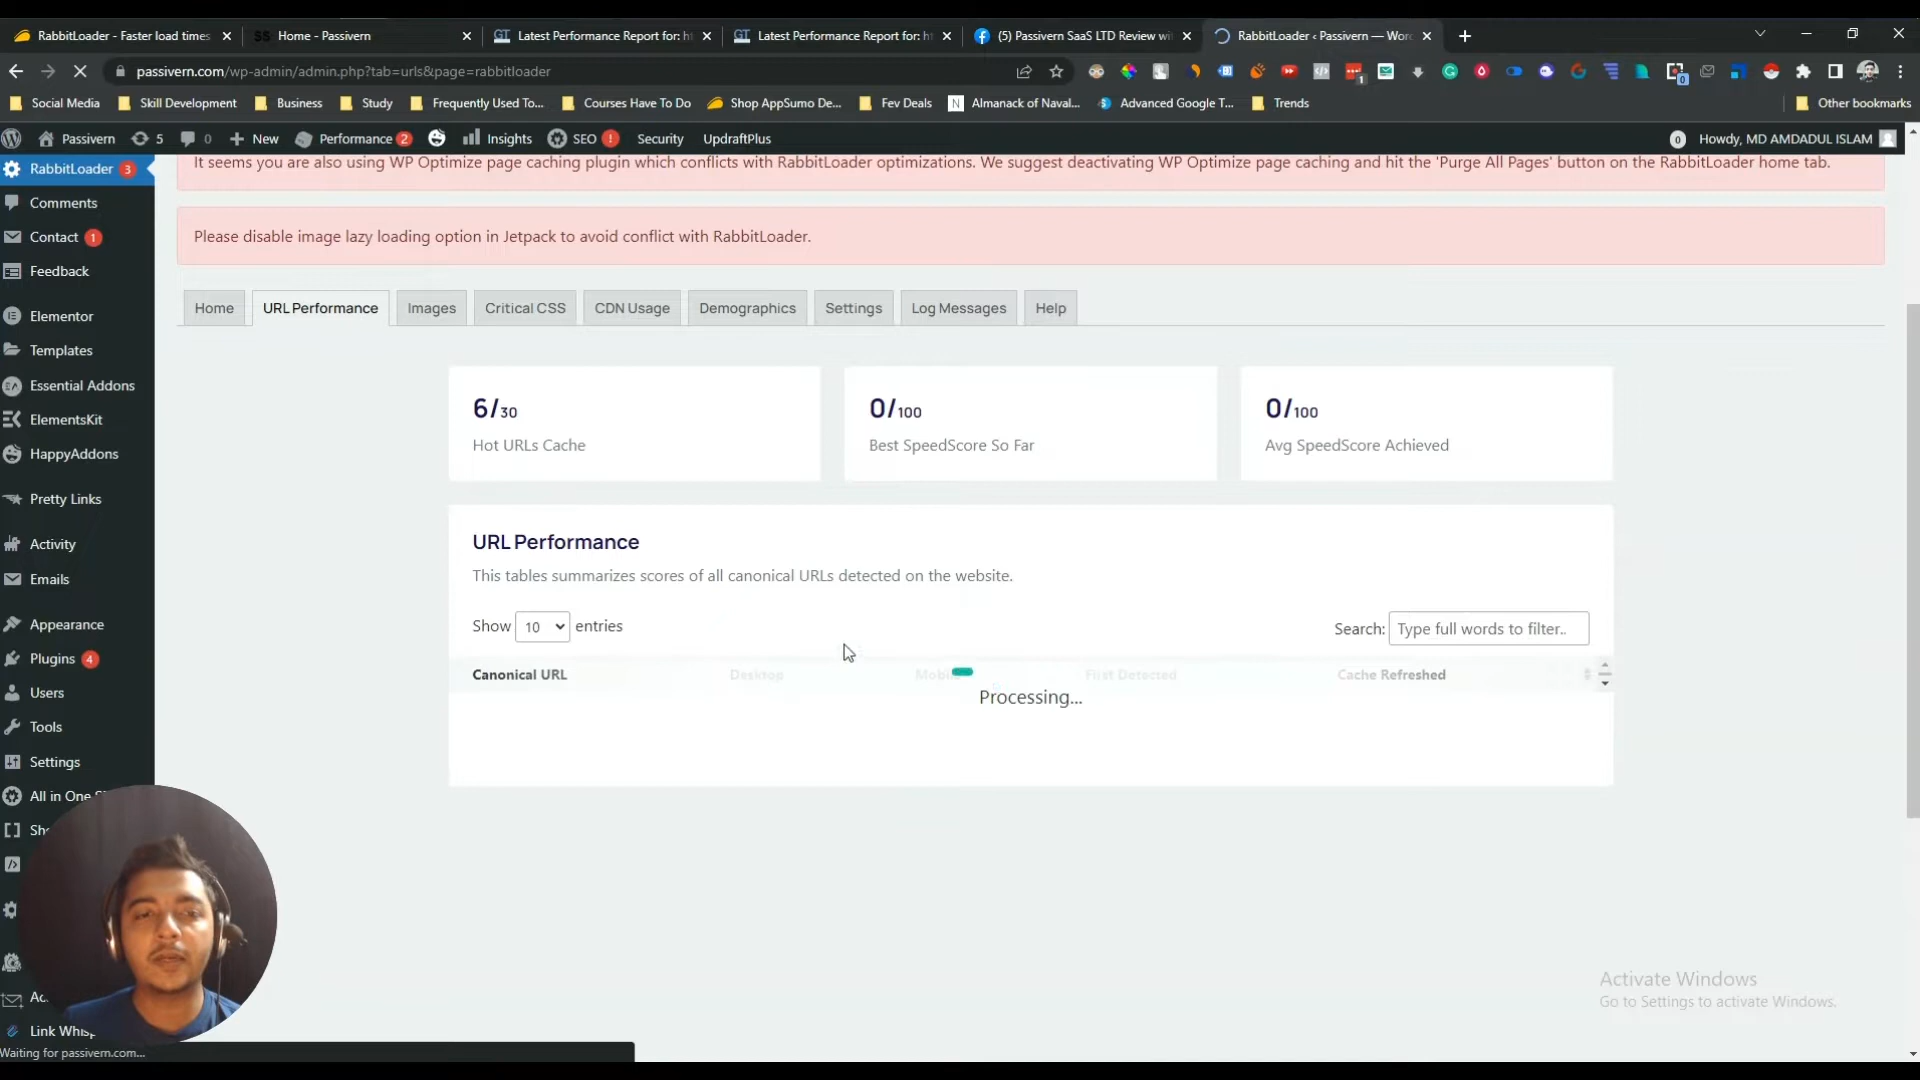 RabbitLoader - Faster load times
Home - Passivern
Latest Performance Report for: h
Latest Performance Report for: h
(5) Passivern SaaS LTD Review wi
RabbitLoader ‹ Passivern — Wor
passivern.com/wp-admin/admin.php?tab=urls&page=rabbitloader
Social Media
Skill Development
Business
Study
Frequently Used To...
Courses Have To Do
Shop AppSumo De...
Fev Deals
Almanack of Naval...
Advanced Google T...
Trends
Other bookmarks
Passivern
5
0
New
Performance 2
Insights
SEO !
Security
UpdraftPlus
0
Howdy, MD AMDADUL ISLAM
RabbitLoader 3
Comments
Contact 1
Feedback
Elementor
Templates
Essential Addons
ElementsKit
HappyAddons
Pretty Links
Activity
Emails
Appearance
Plugins 4
Users
Tools
Settings
All in One S
Link Whisp
Waiting for passivern.com...
It seems you are also using WP Optimize page caching plugin which conflicts with RabbitLoader optimizations. We suggest deactivating WP Optimize page caching and hit the 'Purge All Pages' button on the RabbitLoader home tab.
Please disable image lazy loading option in Jetpack to avoid conflict with RabbitLoader.
Home
URL Performance
Images
Critical CSS
CDN Usage
Demographics
Settings
Log Messages
Help
6/30
Hot URLs Cache
0/100
Best SpeedScore So Far
0/100
Avg SpeedScore Achieved
URL Performance
This tables summarizes scores of all canonical URLs detected on the website.
Show 10 entries
Search: Type full words to filter..
Canonical URL
Desktop
First Detected
Cache Refreshed
Processing...
Activate Windows
Go to Settings to activate Windows.